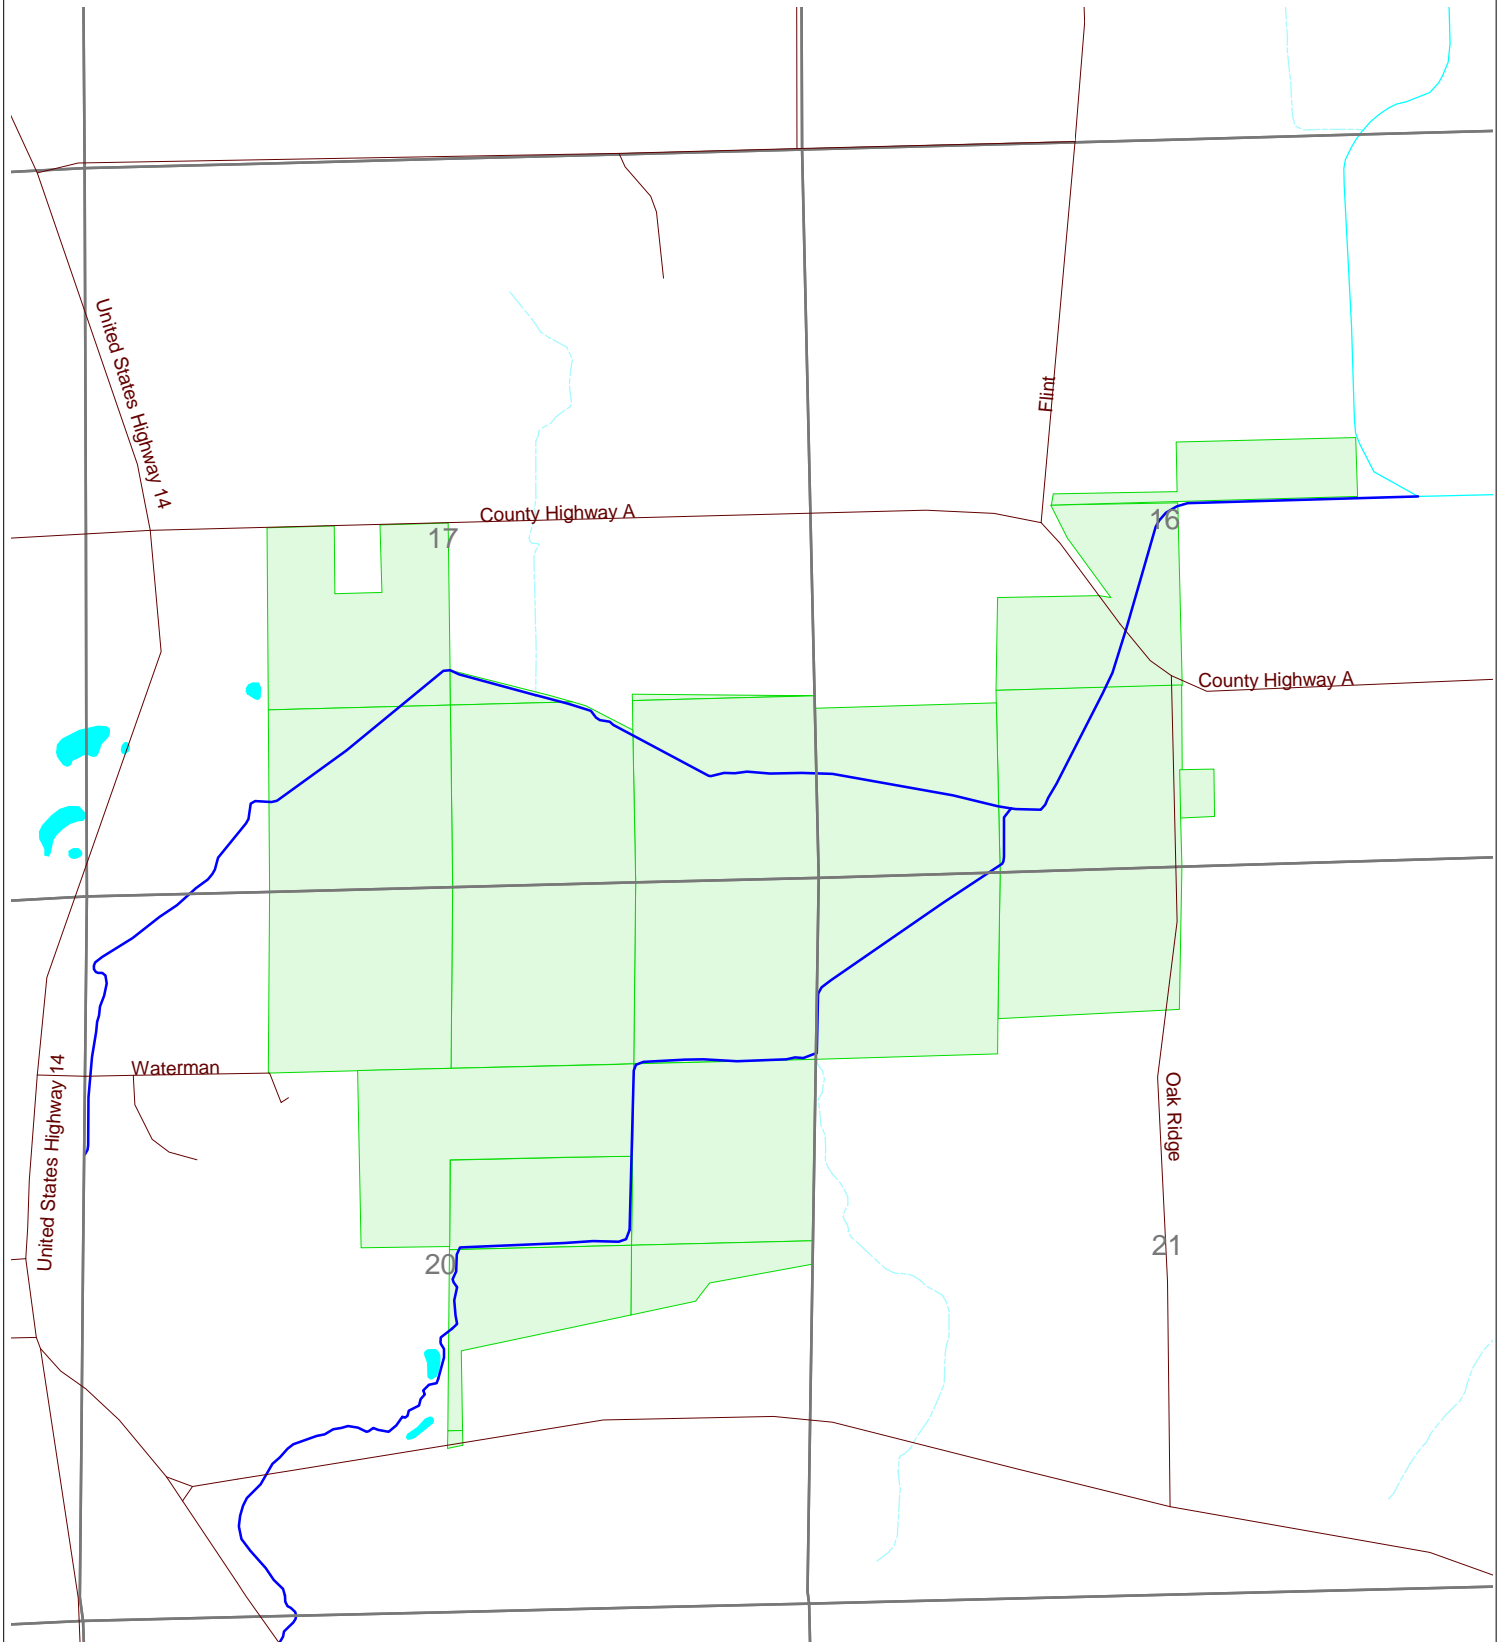 United States Highway 14
Flint
County Highway A
17
16
County Highway A
Waterman
United States Highway 14
Oak Ridge
20
21